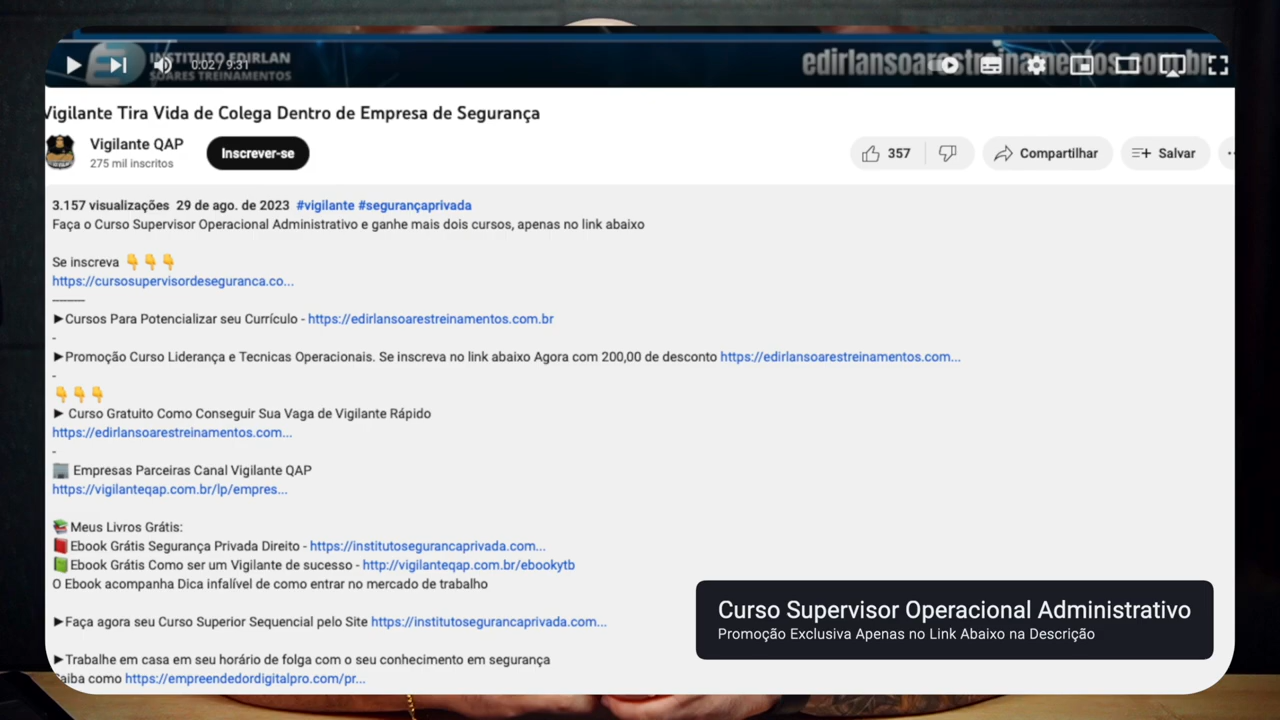 INSTITUTO EDIRLAN
SOARES TREINAMENTOS
0:02 / 9:31
edirlansoarestreinamentos.com.br
Vigilante Tira Vida de Colega Dentro de Empresa de Segurança
Vigilante QAP
275 mil inscritos
Inscrever-se
357
Compartilhar
Salvar
3.157 visualizações 29 de ago. de 2023 #vigilante #segurançaprivada
Faça o Curso Supervisor Operacional Administrativo e ganhe mais dois cursos, apenas no link abaixo
Se inscreva 👇👇👇
https://cursosupervisordeseguranca.co...
---------
►Cursos Para Potencializar seu Currículo - https://edirlansoarestreinamentos.com.br
-
►Promoção Curso Liderança e Tecnicas Operacionais. Se inscreva no link abaixo Agora com 200,00 de desconto https://edirlansoarestreinamentos.com...
-
👇👇👇
► Curso Gratuito Como Conseguir Sua Vaga de Vigilante Rápido
https://edirlansoarestreinamentos.com...
-
🏢 Empresas Parceiras Canal Vigilante QAP
https://vigilanteqap.com.br/lp/empres...
📚Meus Livros Grátis:
📕Ebook Grátis Segurança Privada Direito - https://institutosegurancaprivada.com...
📗Ebook Grátis Como ser um Vigilante de sucesso - http://vigilanteqap.com.br/ebookytb
O Ebook acompanha Dica infalível de como entrar no mercado de trabalho
►Faça agora seu Curso Superior Sequencial pelo Site https://institutosegurancaprivada.com...
►Trabalhe em casa em seu horário de folga com o seu conhecimento em segurança
Saiba como https://empreendedordigitalpro.com/pr...
Curso Supervisor Operacional Administrativo
Promoção Exclusiva Apenas no Link Abaixo na Descrição